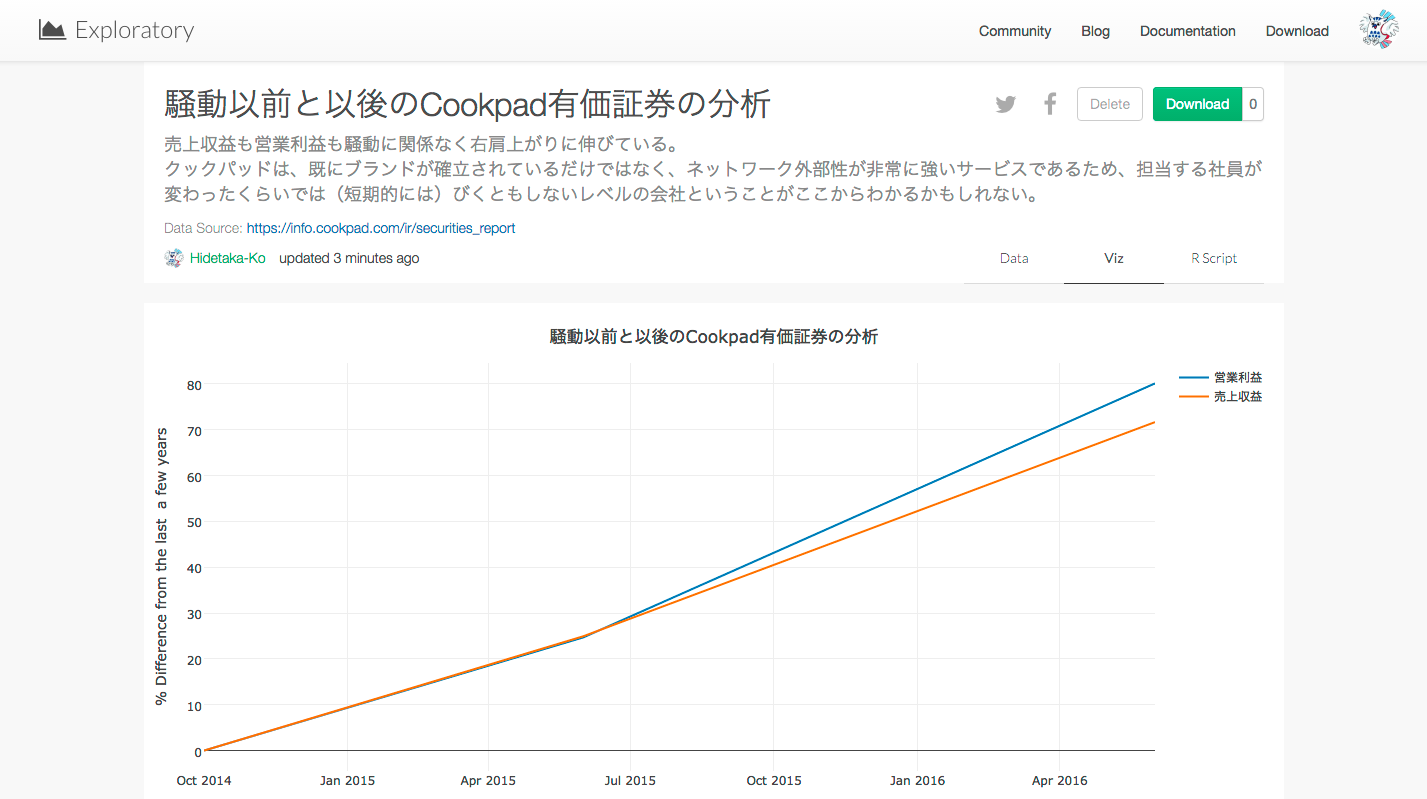 Exploratory
Community Blog Documentation Download
騒動以前と以後のCookpad有価証券の分析
Delete Download 0
売上収益も営業利益も騒動に関係なく右肩上がりに伸びている。
クックパッドは、既にブランドが確立されているだけではなく、ネットワーク外部性が非常に強いサービスであるため、担当する社員が
変わったくらいでは（短期的には）びくともしないレベルの会社ということがここからわかるかもしれない。
Data Source: https://info.cookpad.com/ir/securities_report
Hidetaka-Ko updated 3 minutes ago
Data Viz R Script
騒動以前と以後のCookpad有価証券の分析
営業利益
売上収益
% Difference from the last a few years
80
70
60
50
40
30
20
10
0
Oct 2014 Jan 2015 Apr 2015 Jul 2015 Oct 2015 Jan 2016 Apr 2016